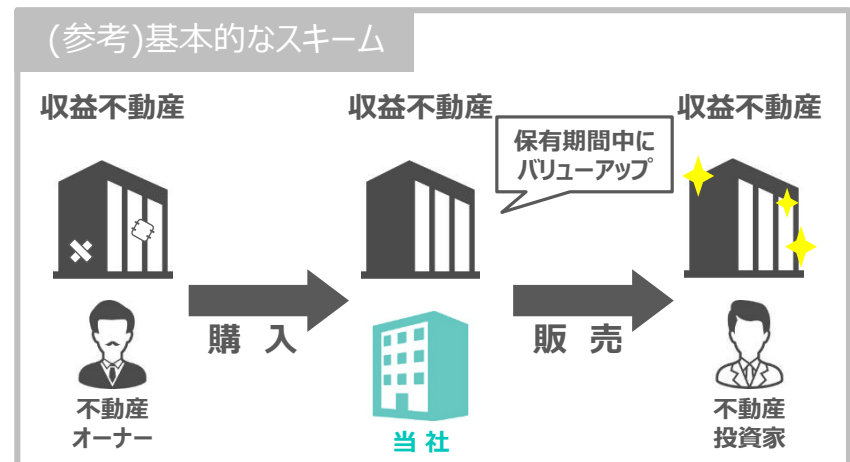 (参考)基本的なスキーム
収益不動産
収益不動産
収益不動産
保有期間中に
バリューアップ
購 入
販 売
不動産
オーナー
当 社
不動産
投資家